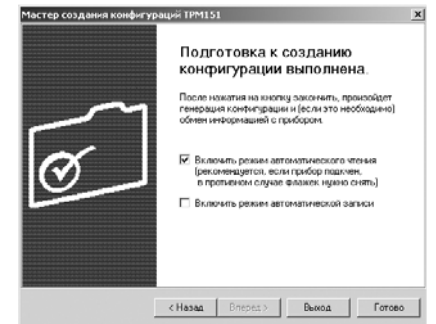 Мастер создания конфигураций ТРМ151
Подготовка к созданию
конфигурации выполнена.
После нажатия на кнопку закончить, произойдет
генерация конфигурации и (если это необходимо)
обмен информацией с прибором.
Включить режим автоматического чтения
(рекомендуется, если прибор подключен,
в противном случае флажек нужно снять)
Включить режим автоматической записи
< Назад
Вперед >
Выход
Готово